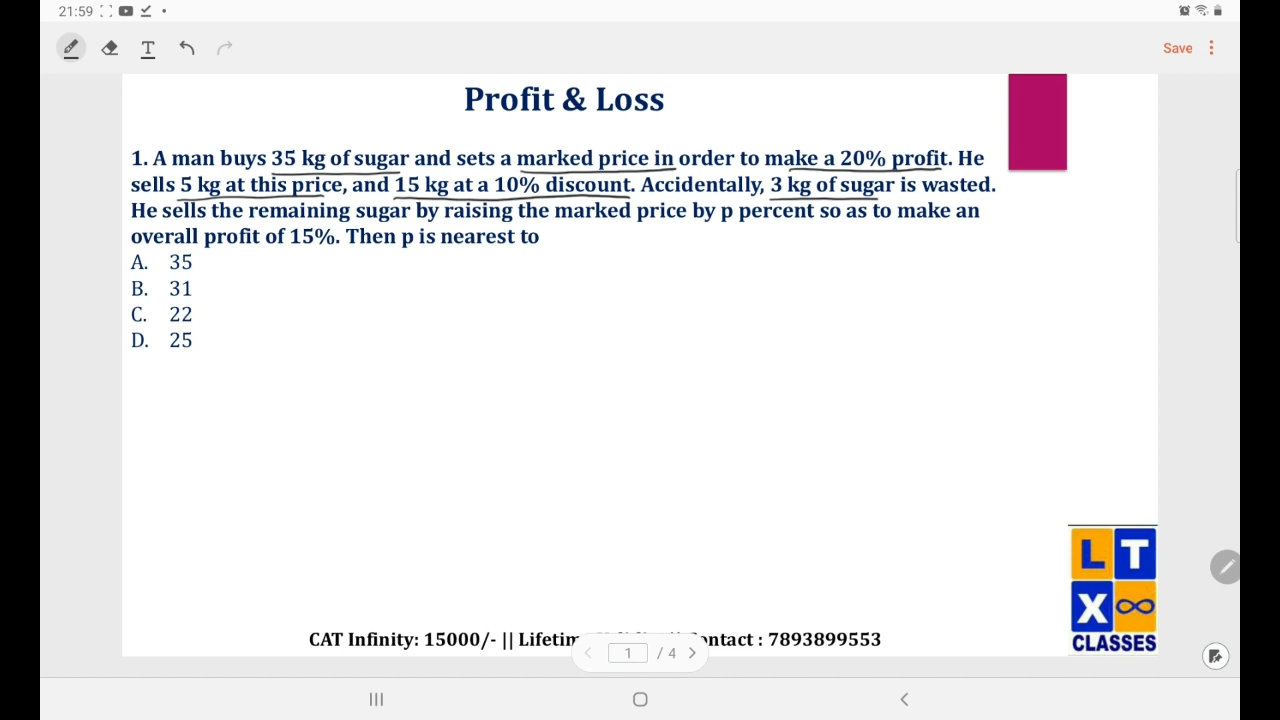 21:59
T
Save
Profit & Loss
1. A man buys 35 kg of sugar and sets a marked price in order to make a 20% profit. He
sells 5 kg at this price, and 15 kg at a 10% discount. Accidentally, 3 kg of sugar is wasted.
He sells the remaining sugar by raising the marked price by p percent so as to make an
overall profit of 15%. Then p is nearest to
A. 35
B. 31
C. 22
D. 25
L T
X ∞
CLASSES
CAT Infinity: 15000/- || Contact : 7893899553
1 / 4